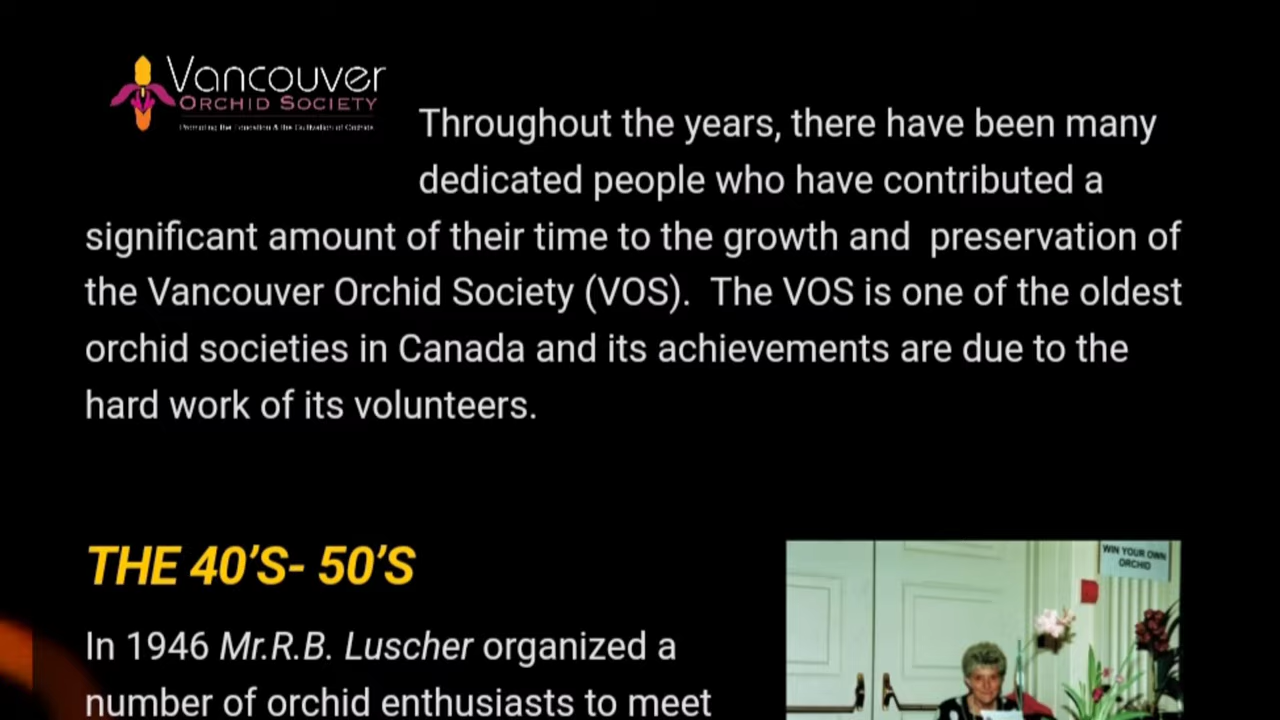 Vancouver
ORCHID SOCIETY
Throughout the years, there have been many
dedicated people who have contributed a
significant amount of their time to the growth and preservation of
the Vancouver Orchid Society (VOS). The VOS is one of the oldest
orchid societies in Canada and its achievements are due to the
hard work of its volunteers.
THE 40’S- 50’S
In 1946 Mr.R.B. Luscher organized a
number of orchid enthusiasts to meet
WIN YOUR OWN
ORCHID